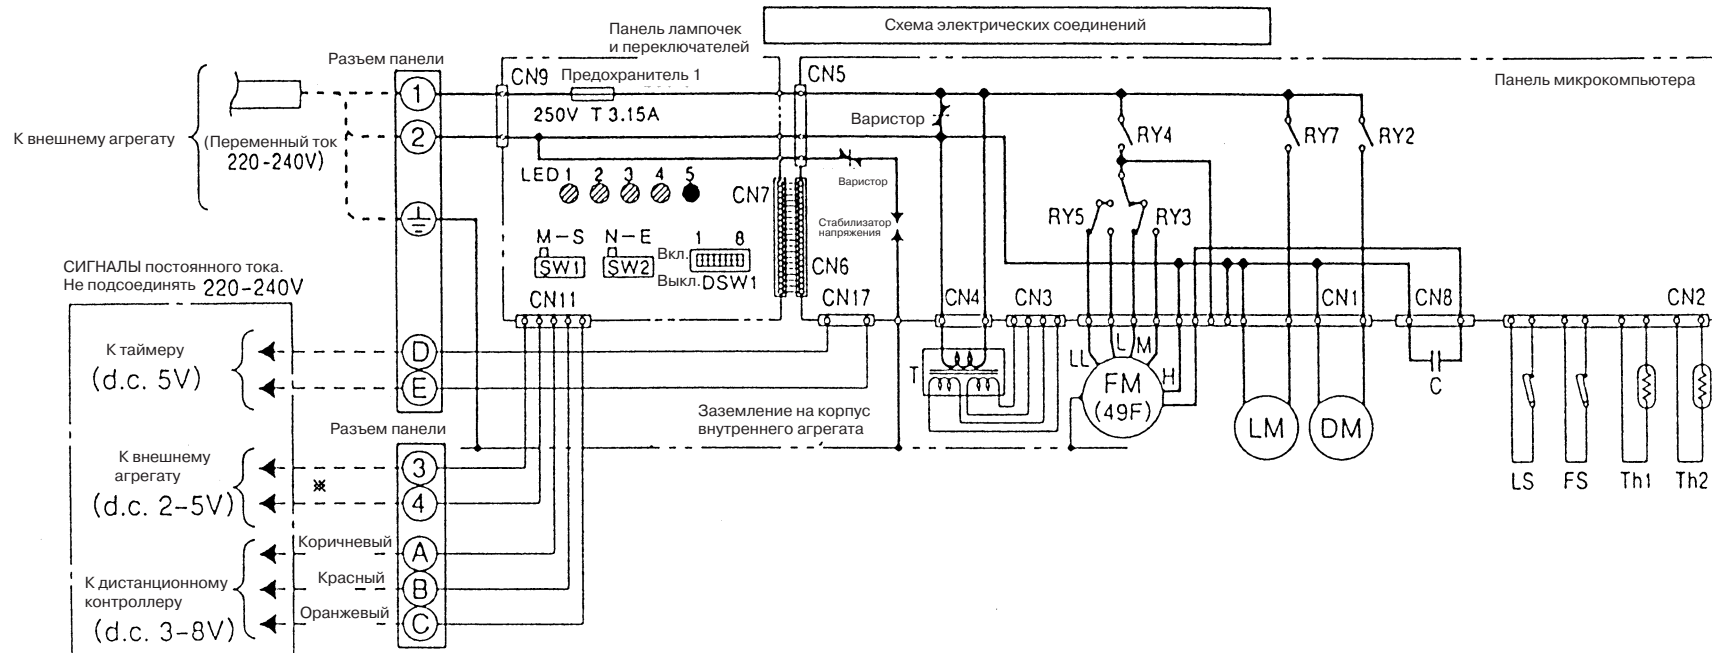 Схема электрических соединений
Панель лампочек
и переключателей
Разъем панели
CN9
Предохранитель 1
CN5
Панель микрокомпьютера
1
250V T 3.15A
Варистор
К внешнему агрегату
(Переменный ток
220-240V)
2
RY4
RY7
RY2
LED 1 2 3 4 5
CN7
Варистор
Стабилизатор
напряжения
RY5
RY3
M-S
N-E
1 8
Вкл.
SW1
SW2
Выкл. DSW1
CN6
СИГНАЛЫ постоянного тока.
Не подсоединять 220-240V
CN11
CN17
CN4
CN3
CN1
CN8
CN2
К таймеру
(d.c. 5V)
D
E
T
LL
L
M
H
FM
(49F)
C
LM
DM
Заземление на корпус
внутреннего агрегата
Разъем панели
LS
FS
Th1
Th2
К внешнему
агрегату
(d.c. 2-5V)
※
3
4
Коричневый
A
К дистанционному
контроллеру
(d.c. 3-8V)
Красный
B
Оранжевый
C